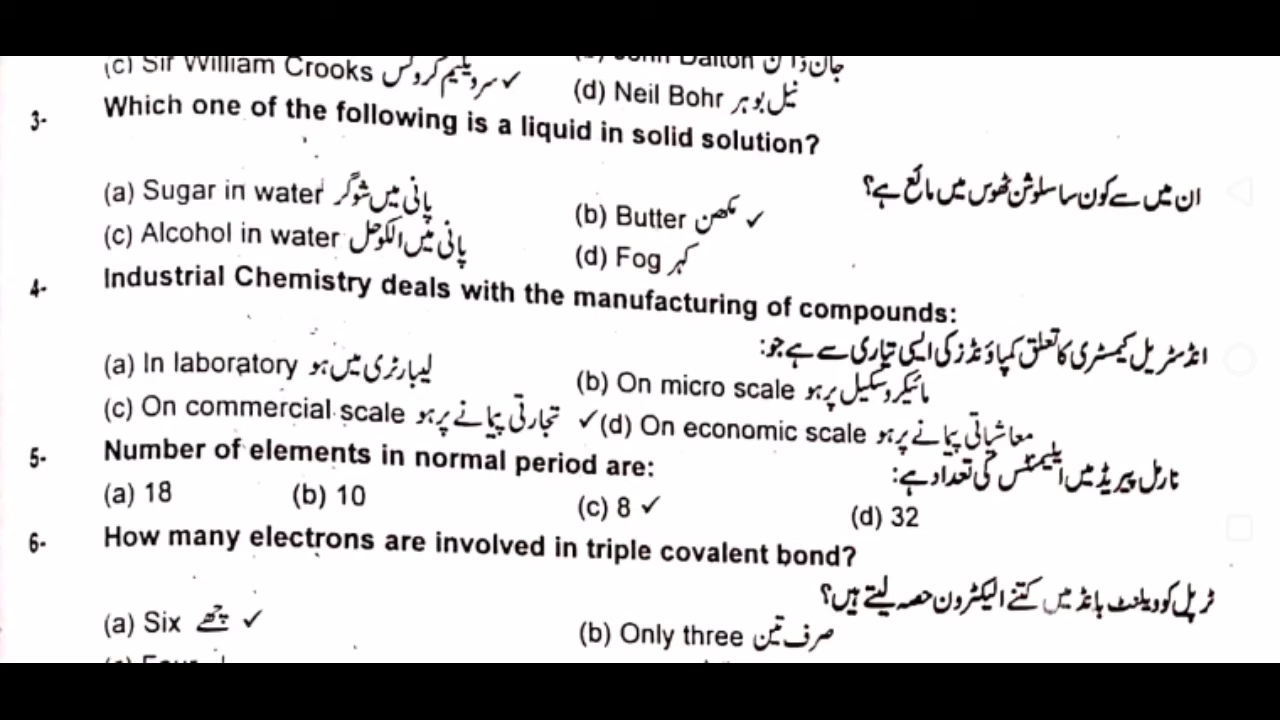 (c) Sir William Crooks سر ولیم کروکس ✓
John Dalton جان ڈالٹن
(d) Neil Bohr نیل بوہر
3- Which one of the following is a liquid in solid solution?
ان میں سے کون سا سلوشن ٹھوس میں مائع ہے؟
(a) Sugar in water پانی میں شوگر
(b) Butter مکھن ✓
(c) Alcohol in water پانی میں الکوحل
(d) Fog کہر
4- Industrial Chemistry deals with the manufacturing of compounds:
انڈسٹریل کیمسٹری کا تعلق کمپاؤنڈز کی ایسی تیاری سے ہے جو:
(a) In laboratory لیبارٹری میں ہو
(b) On micro scale مائیکرو سکیل پر ہو
(c) On commercial scale تجارتی پیمانے پر ہو ✓
(d) On economic scale معاشیاتی پیمانے پر ہو
5- Number of elements in normal period are:
نارمل پیریڈ میں ایلیمنٹس کی تعداد ہے:
(a) 18 (b) 10 (c) 8 ✓ (d) 32
6- How many electrons are involved in triple covalent bond?
ٹرپل کوویلنٹ بانڈ میں کتنے الیکٹرون حصہ لیتے ہیں؟
(a) Six چھے ✓
(b) Only three صرف تین